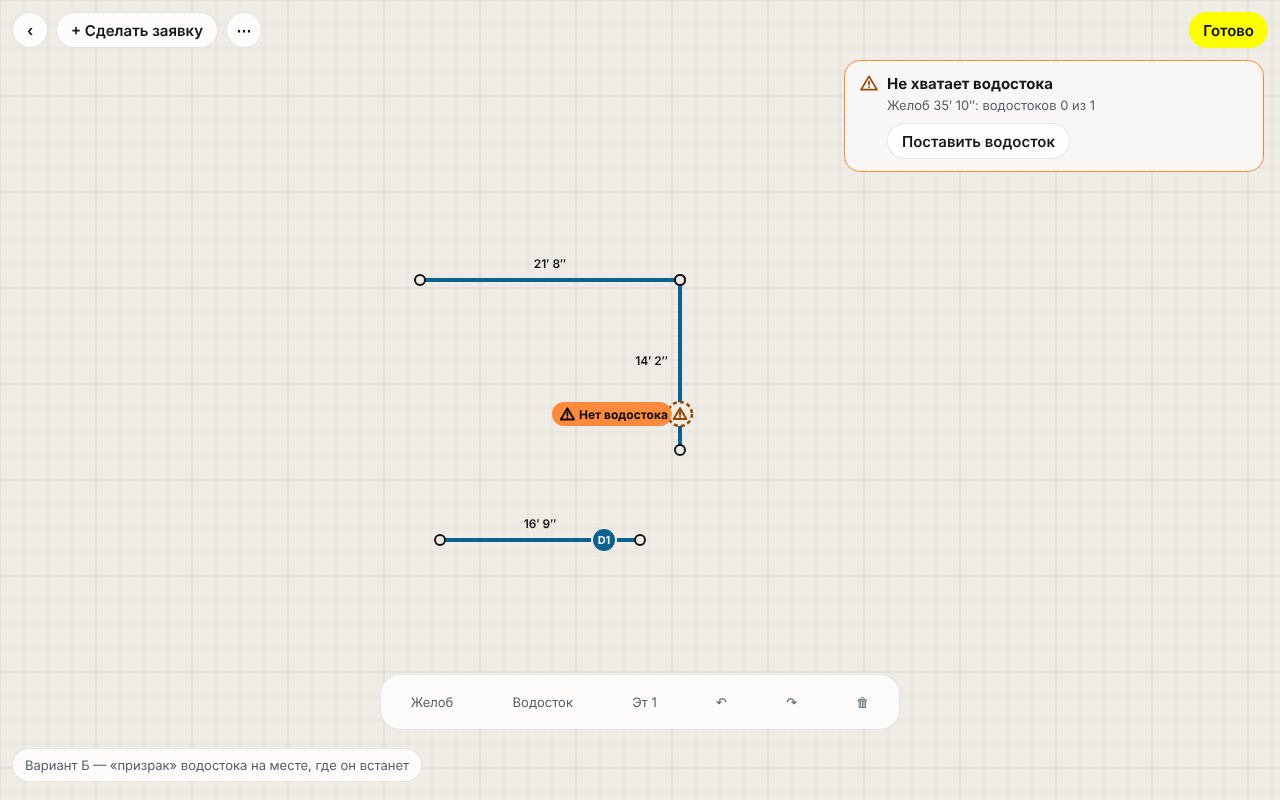 ‹
+ Сделать заявку
⋯
Готово
Не хватает водостока
Желоб 35′ 10″: водостоков 0 из 1
Поставить водосток
21′ 8″
14′ 2″
Нет водостока
16′ 9″
D1
Желоб
Водосток
Эт 1
↶
↷
Вариант Б — «призрак» водостока на месте, где он встанет